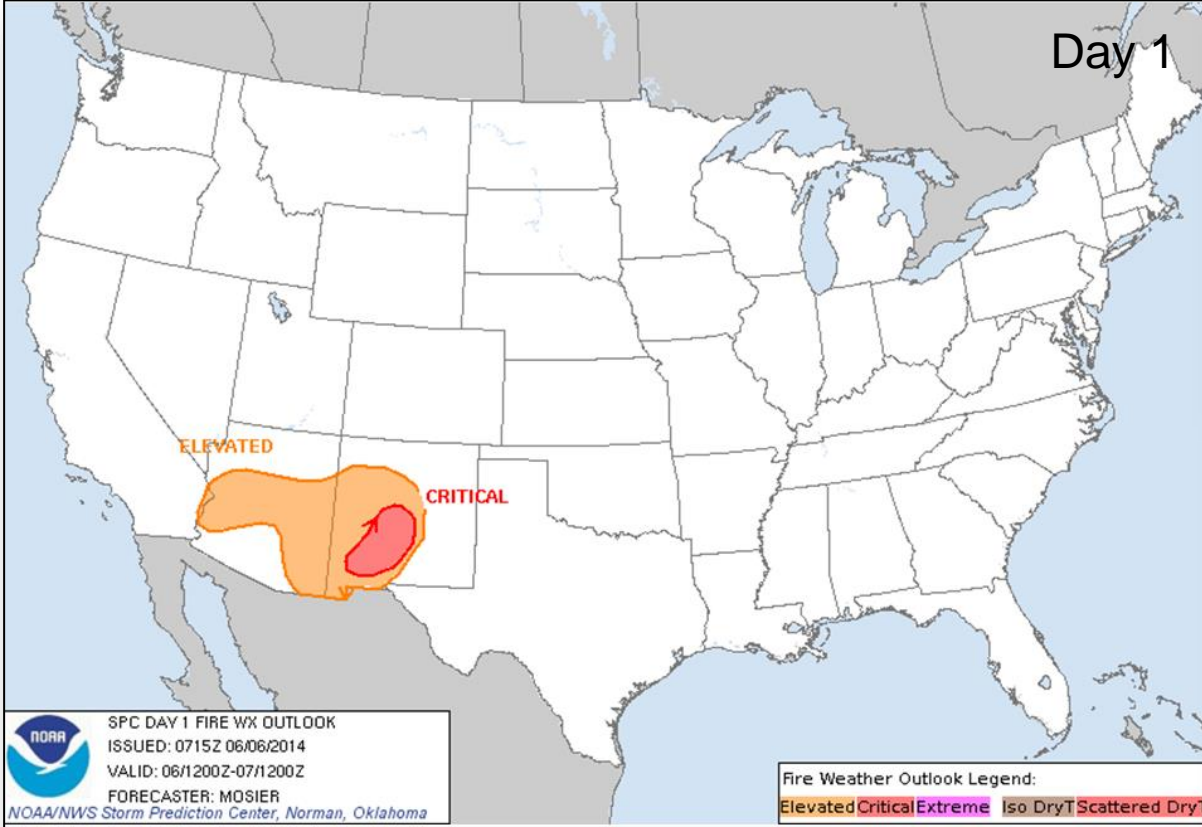 Day 1
ELEVATED
CRITICAL
NOAA
SPC DAY 1 FIRE WX OUTLOOK
ISSUED: 0715Z 06/06/2014
VALID: 06/1200Z-07/1200Z
FORECASTER: MOSIER
NOAA/NWS Storm Prediction Center, Norman, Oklahoma
Fire Weather Outlook Legend:
Elevated Critical Extreme Iso DryT Scattered DryT